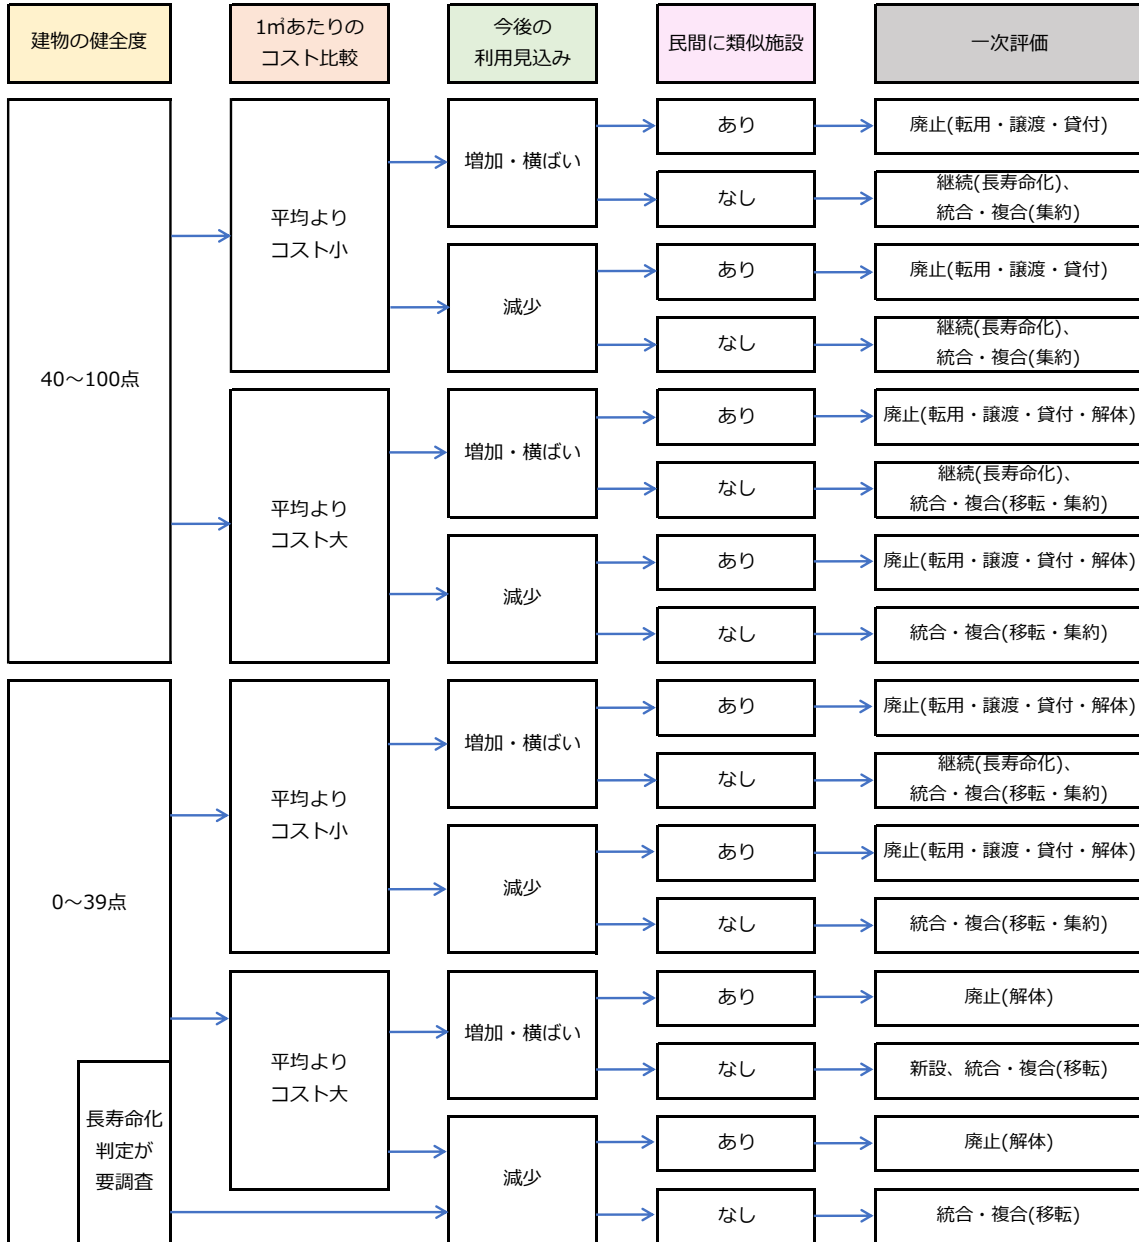 建物の健全度
1㎡あたりの
コスト比較
今後の
利用見込み
民間に類似施設
一次評価
40～100点
平均より
コスト小
増加・横ばい
あり
廃止(転用・譲渡・貸付)
なし
継続(長寿命化)、
統合・複合(集約)
減少
あり
廃止(転用・譲渡・貸付)
なし
継続(長寿命化)、
統合・複合(集約)
平均より
コスト大
増加・横ばい
あり
廃止(転用・譲渡・貸付・解体)
なし
継続(長寿命化)、
統合・複合(移転・集約)
減少
あり
廃止(転用・譲渡・貸付・解体)
なし
統合・複合(移転・集約)
0～39点
平均より
コスト小
増加・横ばい
あり
廃止(転用・譲渡・貸付・解体)
なし
継続(長寿命化)、
統合・複合(移転・集約)
減少
あり
廃止(転用・譲渡・貸付・解体)
なし
統合・複合(移転・集約)
平均より
コスト大
増加・横ばい
あり
廃止(解体)
なし
新設、統合・複合(移転)
長寿命化
判定が
要調査
減少
あり
廃止(解体)
なし
統合・複合(移転)